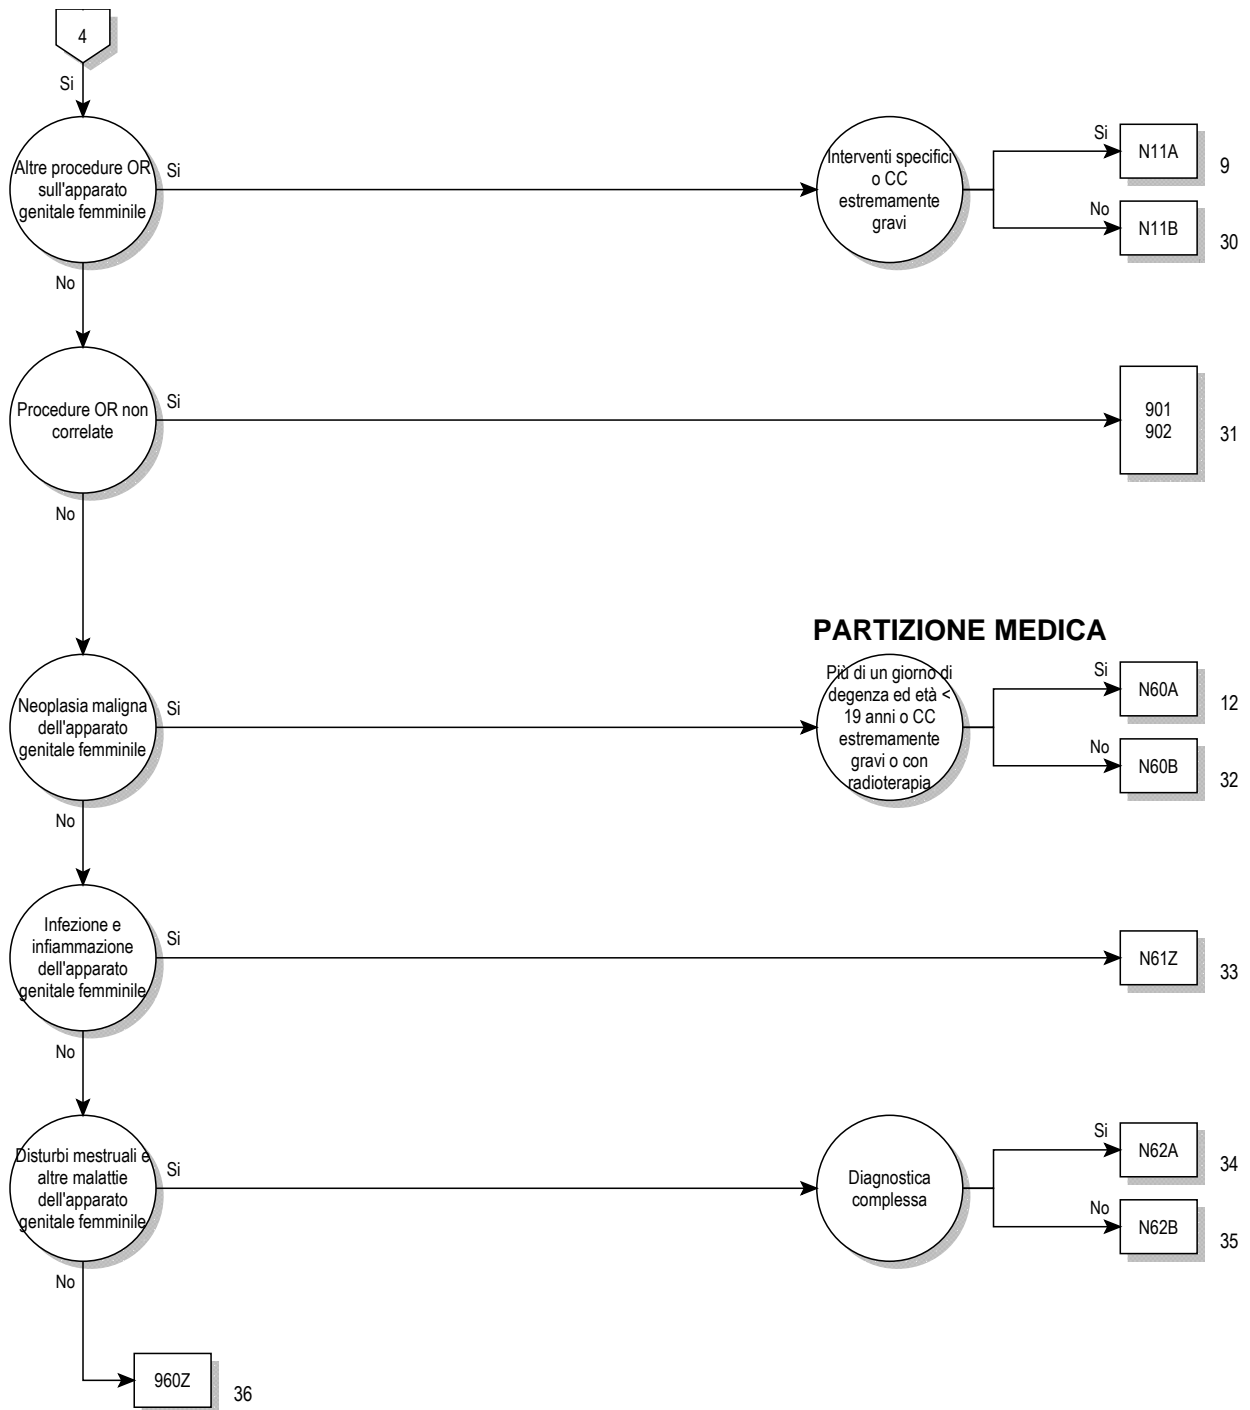 4
Si
Altre procedure OR
sull'apparato
genitale femminile
Si
Interventi specifici
o CC
estremamente
gravi
Si
N11A
9
No
N11B
30
No
Procedure OR non
correlate
Si
901
902
31
No
PARTIZIONE MEDICA
Neoplasia maligna
dell'apparato
genitale femminile
Si
Più di un giorno di
degenza ed età <
19 anni o CC
estremamente
gravi o con
radioterapia
Si
N60A
12
No
N60B
32
No
Infezione e
infiammazione
dell'apparato
genitale femminile
Si
N61Z
33
No
Disturbi mestruali e
altre malattie
dell'apparato
genitale femminile
Si
Diagnostica
complessa
Si
N62A
34
No
N62B
35
No
960Z
36